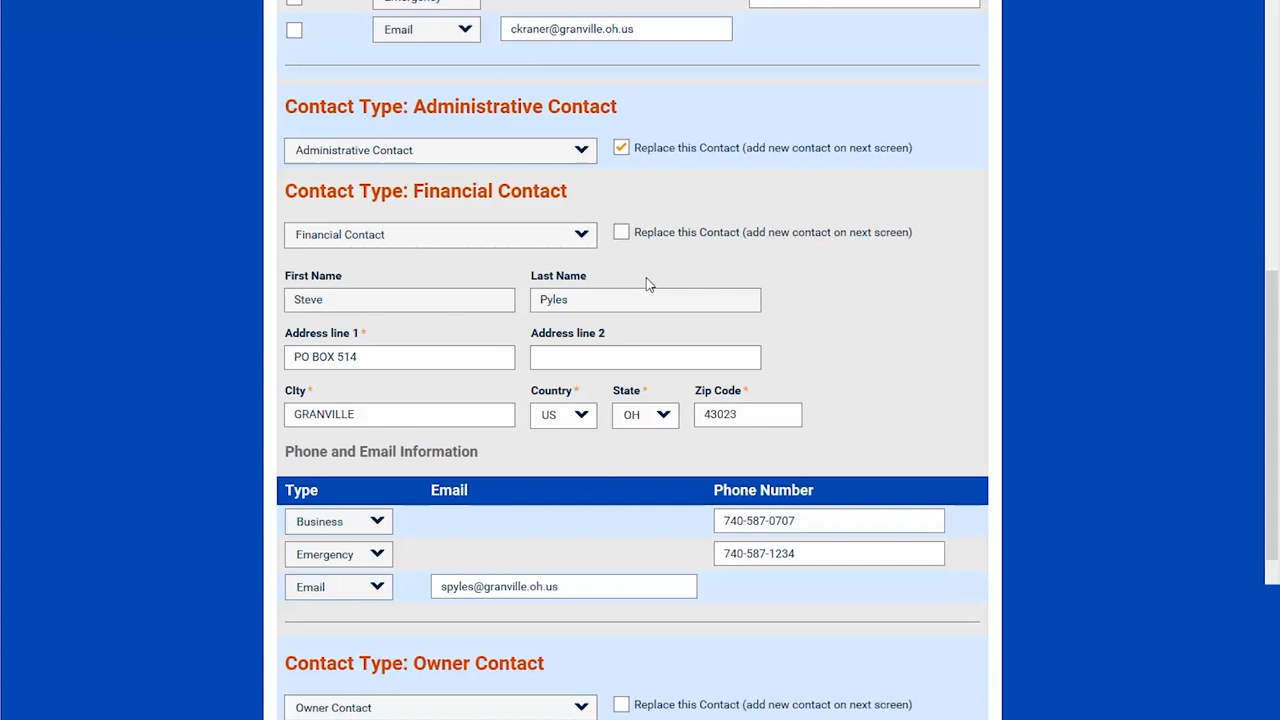 Emergency
Email ckraner@granville.oh.us
Contact Type: Administrative Contact
Administrative Contact Replace this Contact (add new contact on next screen)
Contact Type: Financial Contact
Financial Contact Replace this Contact (add new contact on next screen)
First Name Last Name
Steve Pyles
Address line 1 * Address line 2
PO BOX 514
CIty * Country * State * Zip Code *
GRANVILLE US OH 43023
Phone and Email Information
Type Email Phone Number
Business 740-587-0707
Emergency 740-587-1234
Email spyles@granville.oh.us
Contact Type: Owner Contact
Owner Contact Replace this Contact (add new contact on next screen)